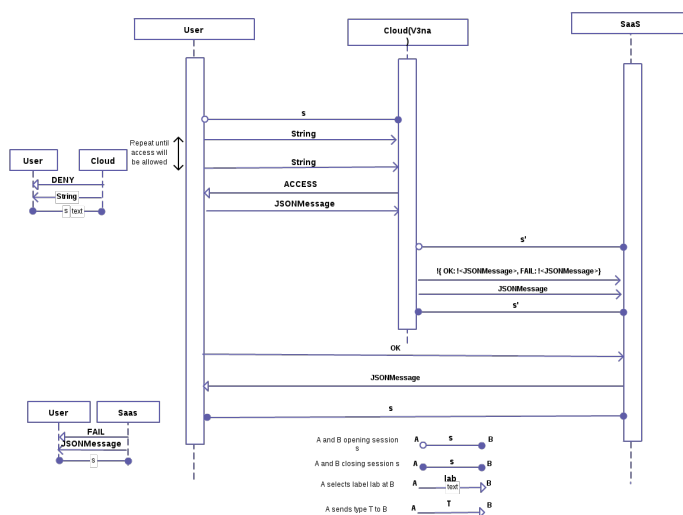 User
Cloud(V3na
)
SaaS
s
String
Repeat until
access will
be allowed
String
User
Cloud
DENY
String
s text
ACCESS
JSONMessage
s'
!{ OK: !<JSONMessage>, FAIL: !<JSONMessage>}
JSONMessage
s'
OK
JSONMessage
s
User
Saas
FAIL
JSONMessage
s
A and B opening session
s
A s B
A and B closing session s
A s B
A selects label lab at B
A lab B
text
A sends type T to B
A T B